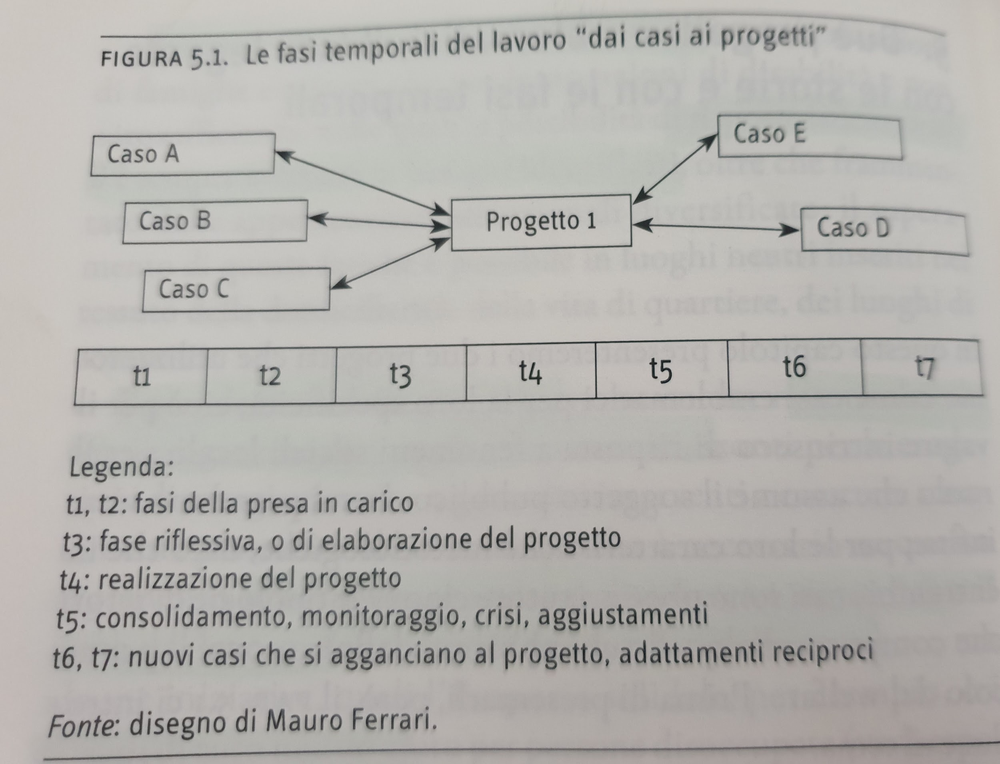 FIGURA 5.1. Le fasi temporali del lavoro “dai casi ai progetti”
Caso A
Caso B
Caso C
Progetto 1
Caso E
Caso D
t1 t2 t3 t4 t5 t6 t7
Legenda:
t1, t2: fasi della presa in carico
t3: fase riflessiva, o di elaborazione del progetto
t4: realizzazione del progetto
t5: consolidamento, monitoraggio, crisi, aggiustamenti
t6, t7: nuovi casi che si agganciano al progetto, adattamenti reciproci
Fonte: disegno di Mauro Ferrari.